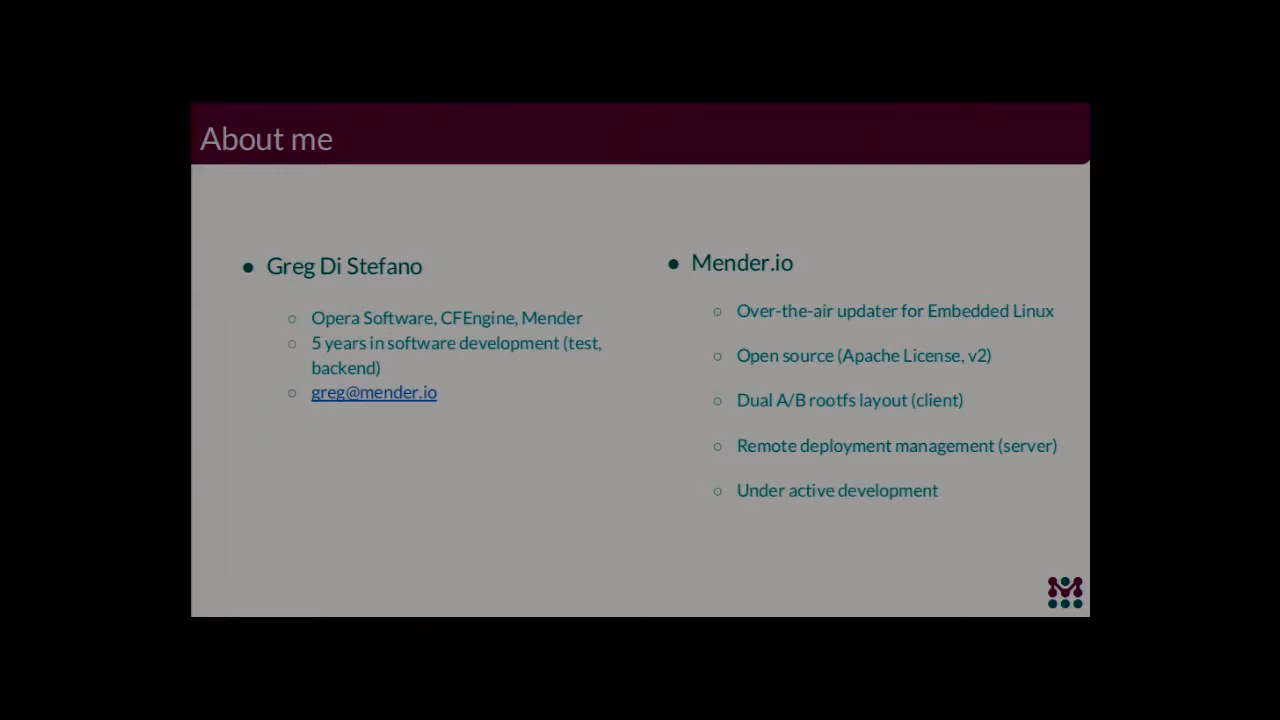 About me
● Greg Di Stefano
○ Opera Software, CFEngine, Mender
○ 5 years in software development (test,
backend)
○ greg@mender.io
● Mender.io
○ Over-the-air updater for Embedded Linux
○ Open source (Apache License, v2)
○ Dual A/B rootfs layout (client)
○ Remote deployment management (server)
○ Under active development